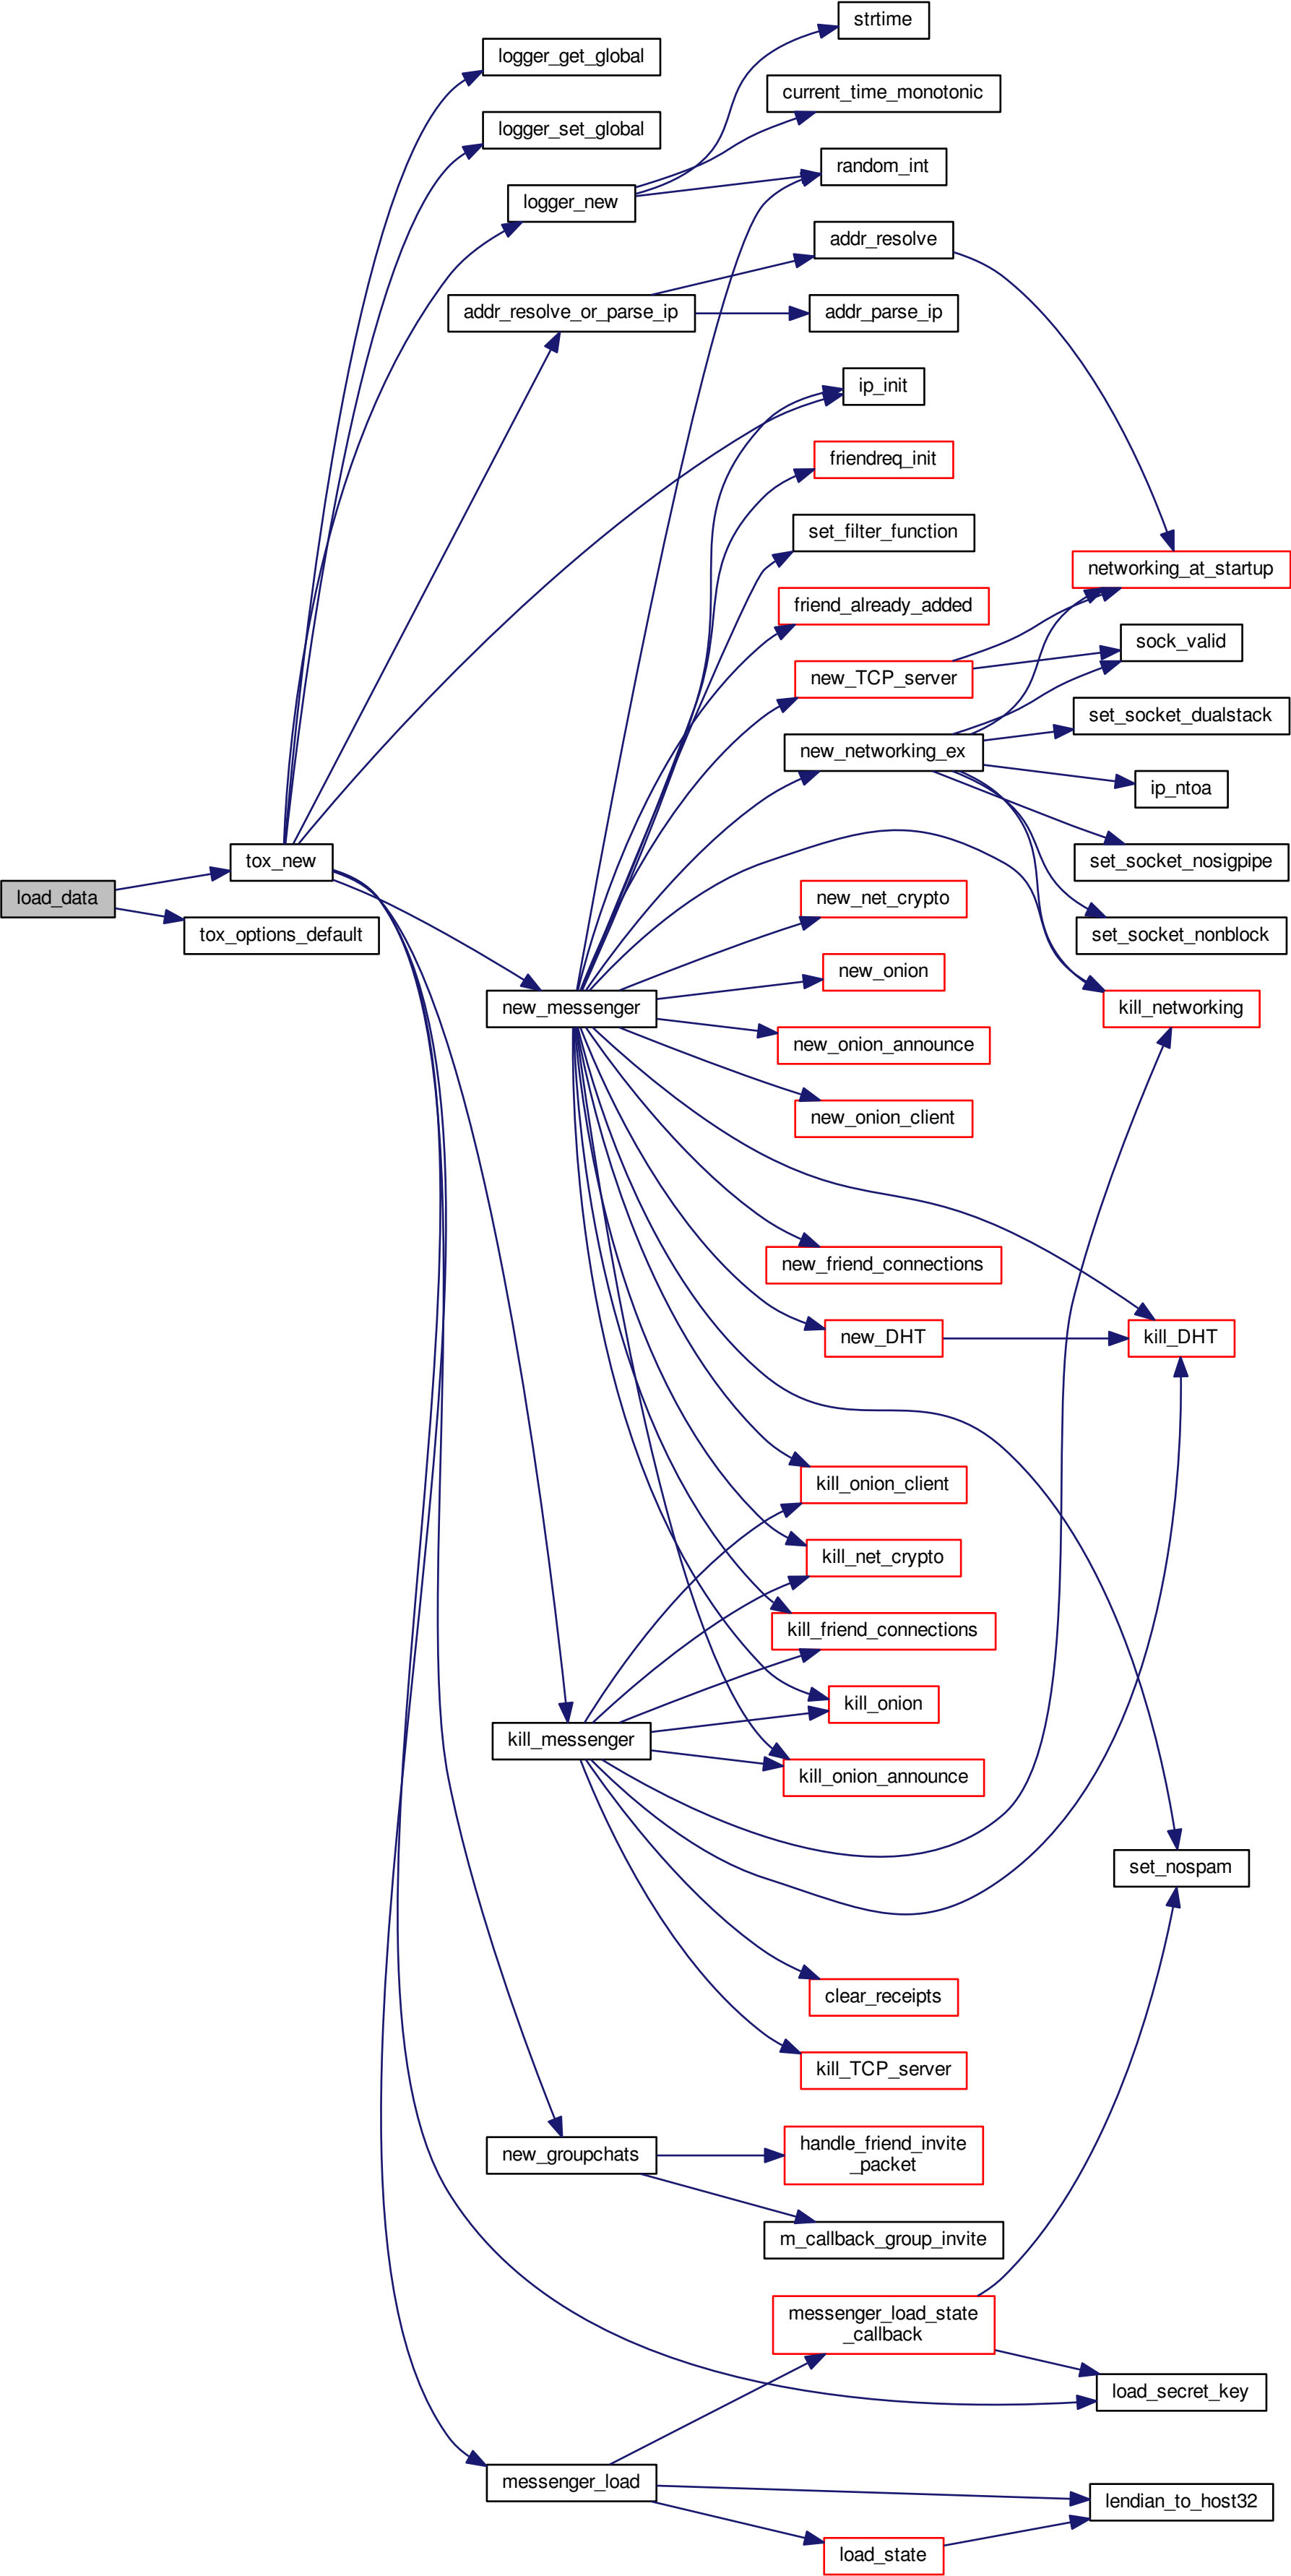 strtime
logger_get_global
current_time_monotonic
logger_set_global
random_int
logger_new
addr_resolve
addr_resolve_or_parse_ip
addr_parse_ip
ip_init
friendreq_init
set_filter_function
networking_at_startup
friend_already_added
sock_valid
new_TCP_server
set_socket_dualstack
new_networking_ex
ip_ntoa
tox_new
set_socket_nosigpipe
load_data
new_net_crypto
tox_options_default
set_socket_nonblock
new_onion
new_messenger
kill_networking
new_onion_announce
new_onion_client
new_friend_connections
new_DHT
kill_DHT
kill_onion_client
kill_net_crypto
kill_friend_connections
kill_onion
kill_messenger
kill_onion_announce
set_nospam
clear_receipts
kill_TCP_server
new_groupchats
handle_friend_invite
_packet
m_callback_group_invite
messenger_load_state
_callback
load_secret_key
messenger_load
lendian_to_host32
load_state